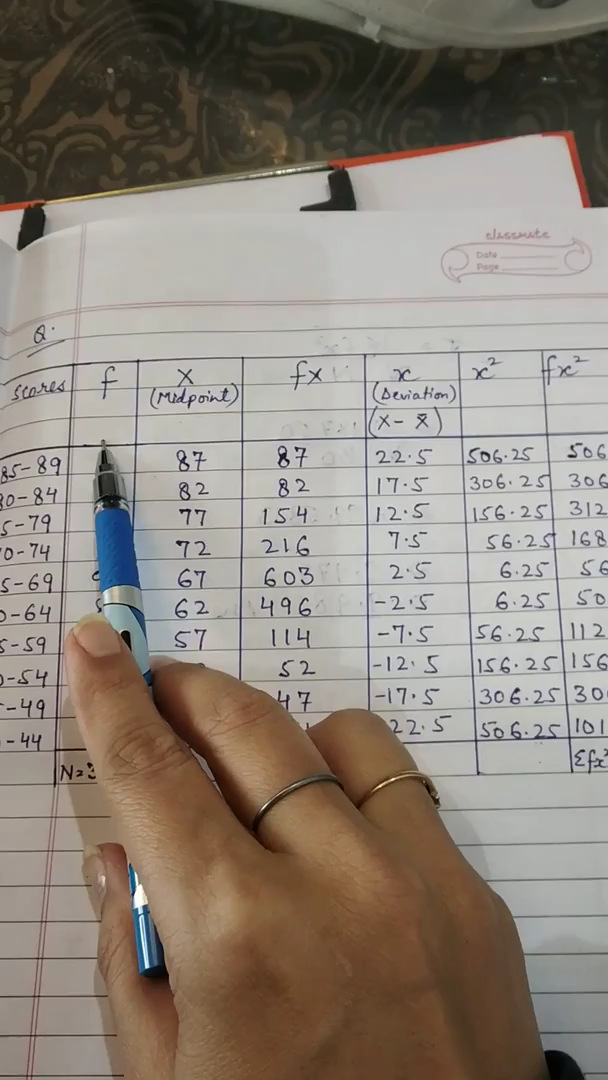 classmate
Date
Page
Q.
Scores f X fX x x² fx²
(Midpoint) (Deviation)
(X - X̄)
85-89 87 87 22.5 506.25 506
0-84 82 82 17.5 306.25 306
5-79 77 154 12.5 156.25 312
0-74 72 216 7.5 56.25 168
5-69 67 603 2.5 6.25 56
0-64 62 496 -2.5 6.25 50
5-59 57 114 -7.5 56.25 112
0-54 52 -12.5 156.25 156
-49 47 -17.5 306.25
-44 22.5 506.25 101
N=3 Σfx²